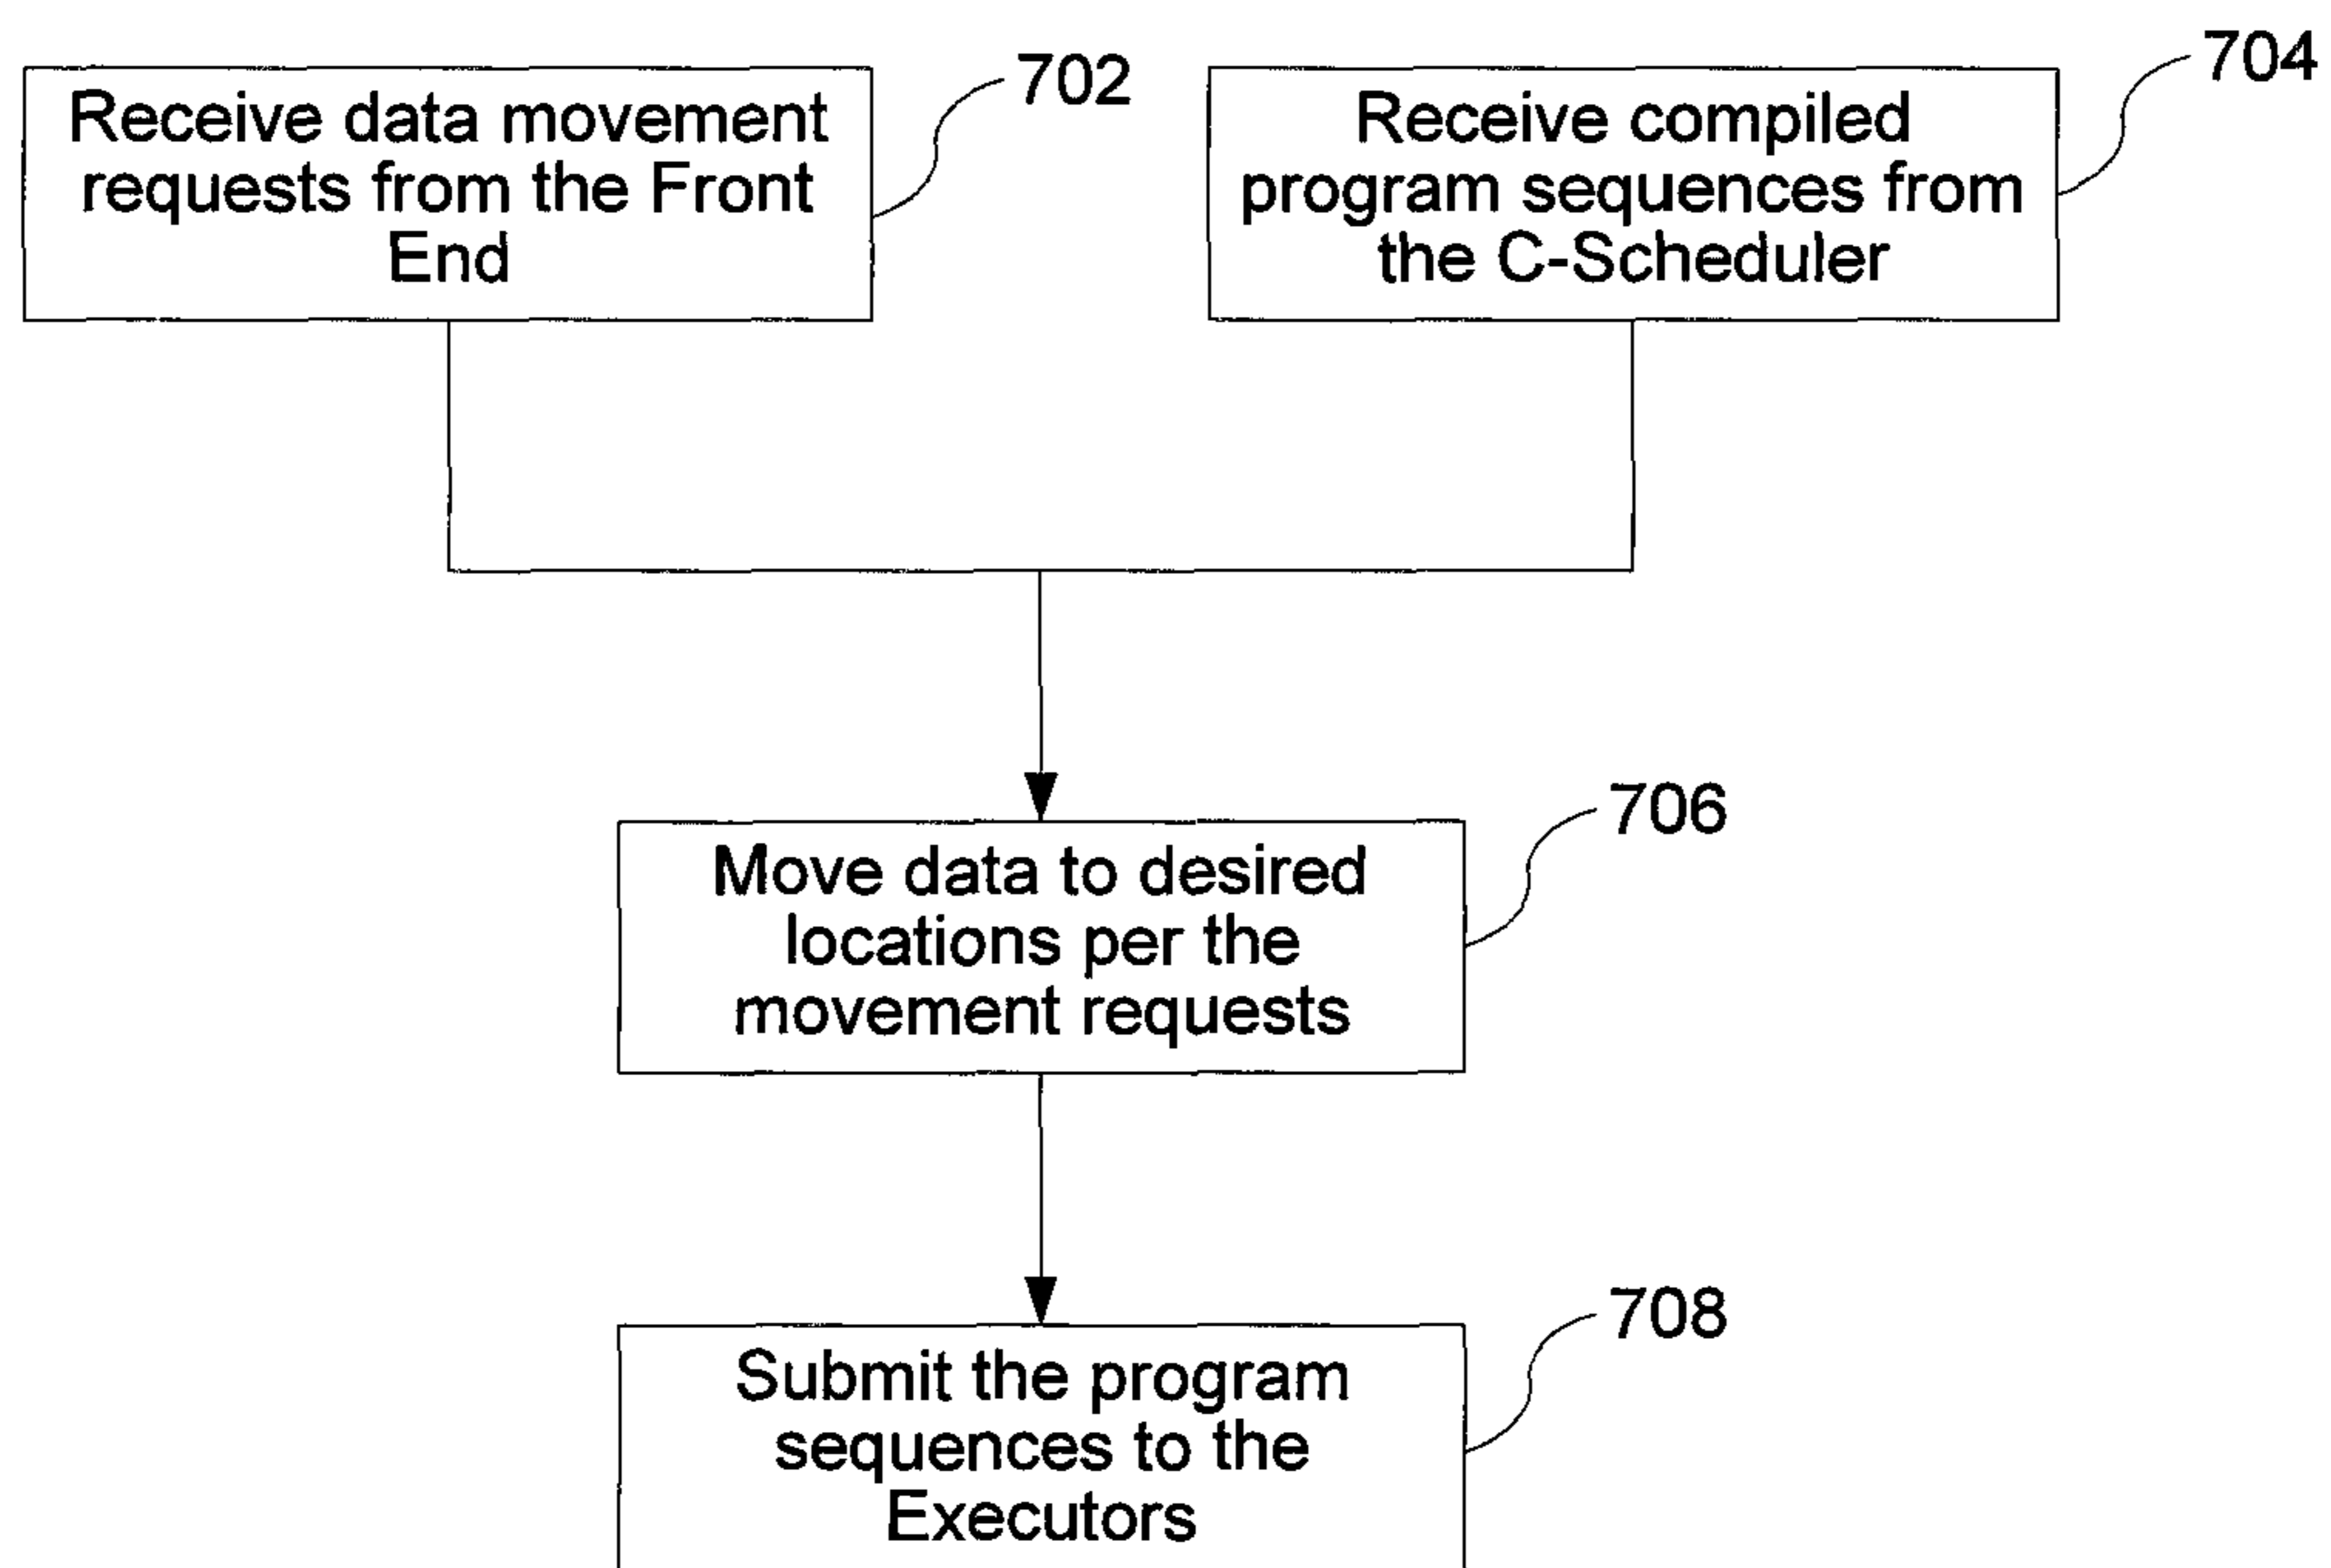 Receive data movement
requests from the Front
End
702
Receive compiled
program sequences from
the C-Scheduler
704
Move data to desired
locations per the
movement requests
706
Submit the program
sequences to the
Executors
708